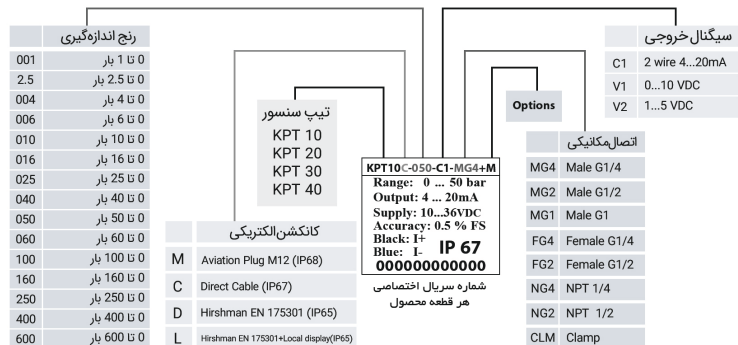 رنج اندازه‌گیری
001 0 تا 1 بار
2.5 0 تا 2.5 بار
004 0 تا 4 بار
006 0 تا 6 بار
010 0 تا 10 بار
016 0 تا 16 بار
025 0 تا 25 بار
040 0 تا 40 بار
050 0 تا 50 بار
060 0 تا 60 بار
100 0 تا 100 بار
160 0 تا 160 بار
250 0 تا 250 بار
400 0 تا 400 بار
600 0 تا 600 بار
تیپ سنسور
KPT 10
KPT 20
KPT 30
KPT 40
کانکشن الکتریکی
M Aviation Plug M12 (IP68)
C Direct Cable (IP67)
D Hirshman EN 175301 (IP65)
L Hirshman EN 175301+Local display(IP65)
KPT10C-050-C1-MG4+M
Range: 0 ... 50 bar
Output: 4 ... 20mA
Supply: 10...36VDC
Accuracy: 0.5 % FS
Black: I+
Blue: I-
IP 67
000000000000
شماره سریال اختصاصی
هر قطعه محصول
Options
سیگنال خروجی
C1 2 wire 4...20mA
V1 0...10 VDC
V2 1...5 VDC
اتصال مکانیکی
MG4 Male G1/4
MG2 Male G1/2
MG1 Male G1
FG4 Female G1/4
FG2 Female G1/2
NG4 NPT 1/4
NG2 NPT 1/2
CLM Clamp